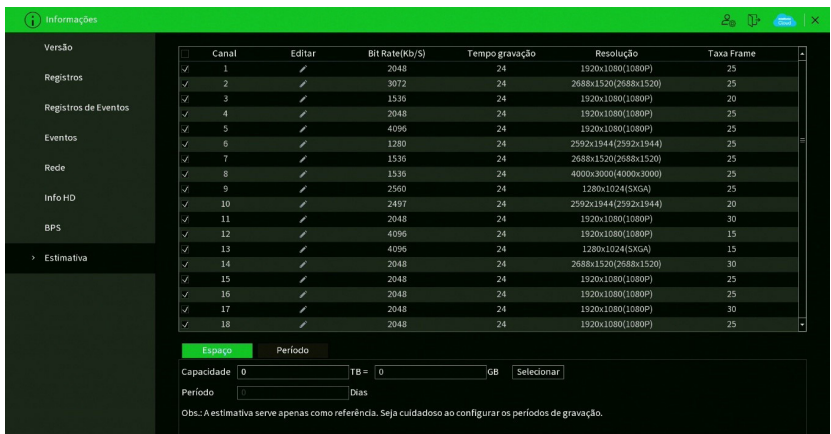 Informações
Cloud
Versão
Registros
Registros de Eventos
Eventos
Rede
Info HD
BPS
> Estimativa
Canal Editar Bit Rate(Kb/S) Tempo gravação Resolução Taxa Frame
1 2048 24 1920x1080(1080P) 25
2 3072 24 2688x1520(2688x1520) 25
3 1536 24 1920x1080(1080P) 20
4 2048 24 1920x1080(1080P) 25
5 4096 24 1920x1080(1080P) 25
6 1280 24 2592x1944(2592x1944) 25
7 1536 24 2688x1520(2688x1520) 25
8 1536 24 4000x3000(4000x3000) 25
9 2560 24 1280x1024(SXGA) 25
10 2497 24 2592x1944(2592x1944) 20
11 2048 24 1920x1080(1080P) 30
12 4096 24 1920x1080(1080P) 15
13 4096 24 1280x1024(SXGA) 15
14 2048 24 2688x1520(2688x1520) 30
15 2048 24 1920x1080(1080P) 25
16 2048 24 1920x1080(1080P) 25
17 2048 24 1920x1080(1080P) 30
18 2048 24 1920x1080(1080P) 25
Espaço Período
Capacidade 0 TB = 0 GB Selecionar
Período 0 Dias
Obs.: A estimativa serve apenas como referência. Seja cuidadoso ao configurar os períodos de gravação.